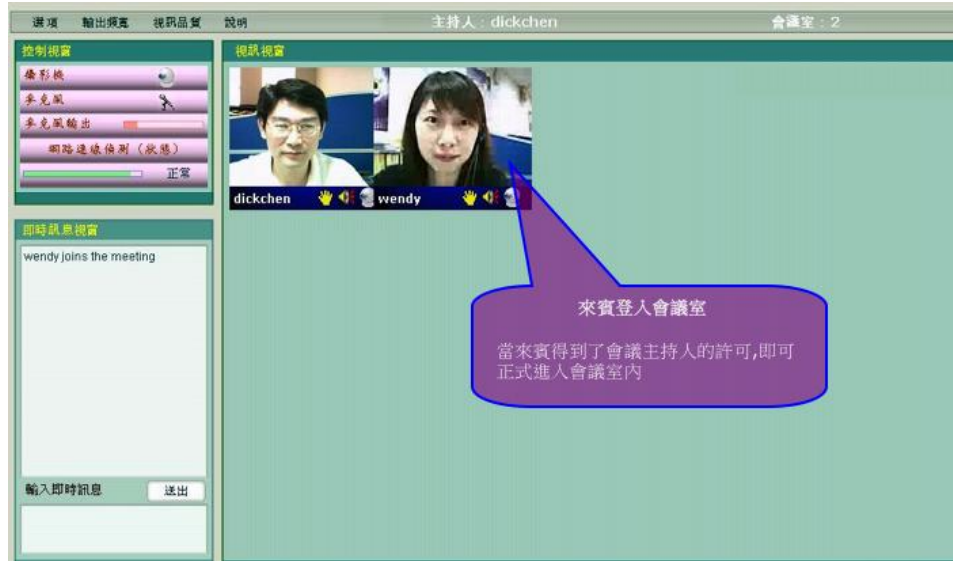 選項 輸出頻寬 視訊品質 說明 主持人 : dickchen 會議室 : 2
控制視窗
攝影機
麥克風
麥克風輸出
網路連線偵測 (狀態)
正常
視訊視窗
dickchen wendy
即時訊息視窗
wendy joins the meeting
輸入即時訊息 送出
來賓登入會議室
當來賓得到了會議主持人的許可,即可
正式進入會議室內